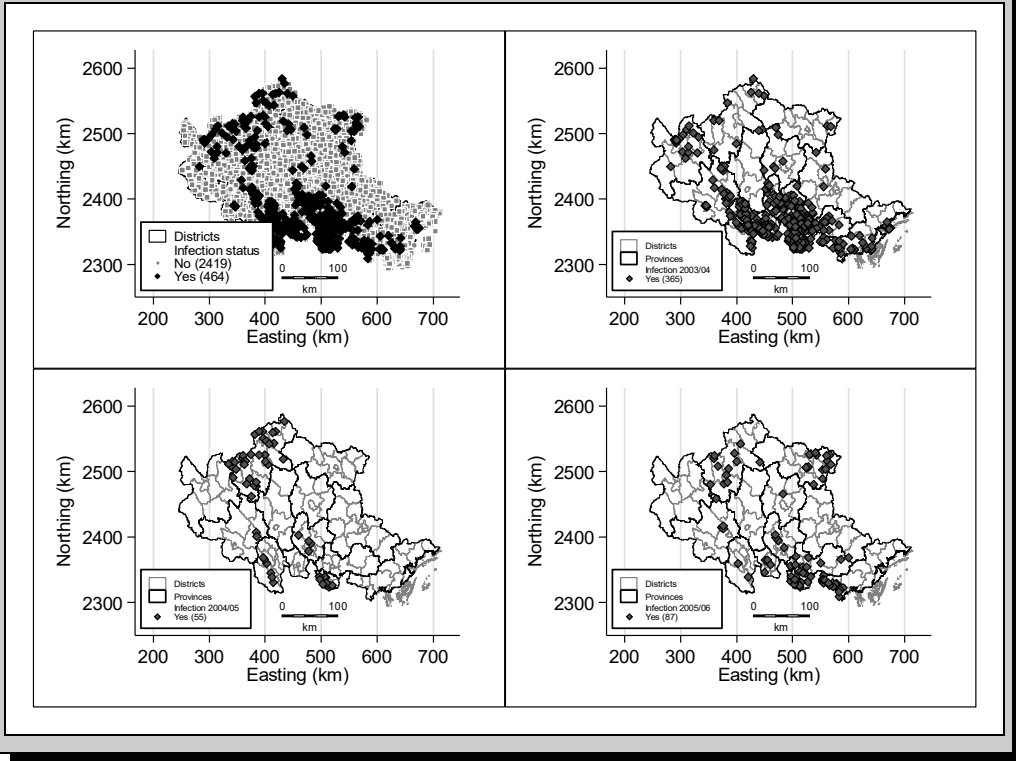 2600
2500
2400
2300
Northing (km)
Districts
Infection status
No (2419)
Yes (464)
0 100
km
200 300 400 500 600 700
Easting (km)
2600
2500
2400
2300
Northing (km)
Districts
Provinces
Infection 2003/04
Yes (365)
0 100
km
200 300 400 500 600 700
Easting (km)
2600
2500
2400
2300
Northing (km)
Districts
Provinces
Infection 2004/05
Yes (55)
0 100
km
200 300 400 500 600 700
Easting (km)
2600
2500
2400
2300
Northing (km)
Districts
Provinces
Infection 2005/06
Yes (87)
0 100
km
200 300 400 500 600 700
Easting (km)